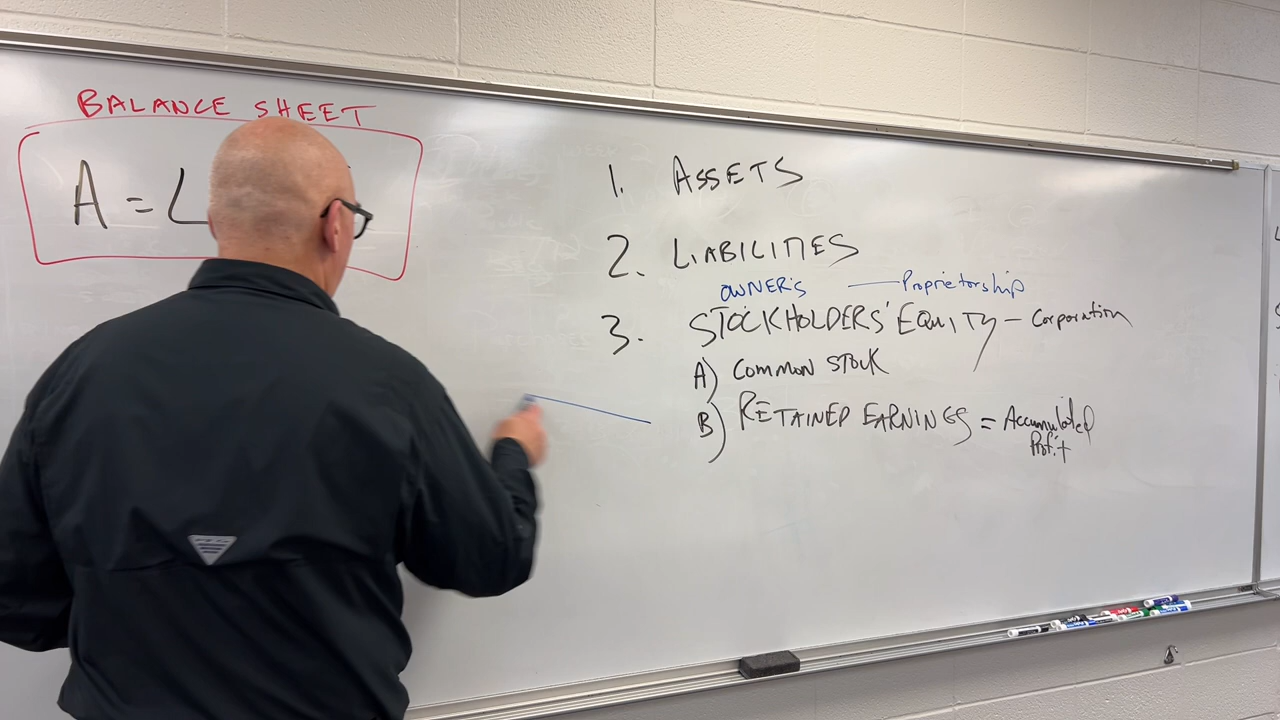 BALANCE SHEET
A = L
1. ASSETS
2. LIABILITIES
OWNER'S — Proprietorship
3. STOCKHOLDERS' EQUITY — Corporation
A) COMMON STOCK
B) RETAINED EARNINGS = Accumulated
Profit